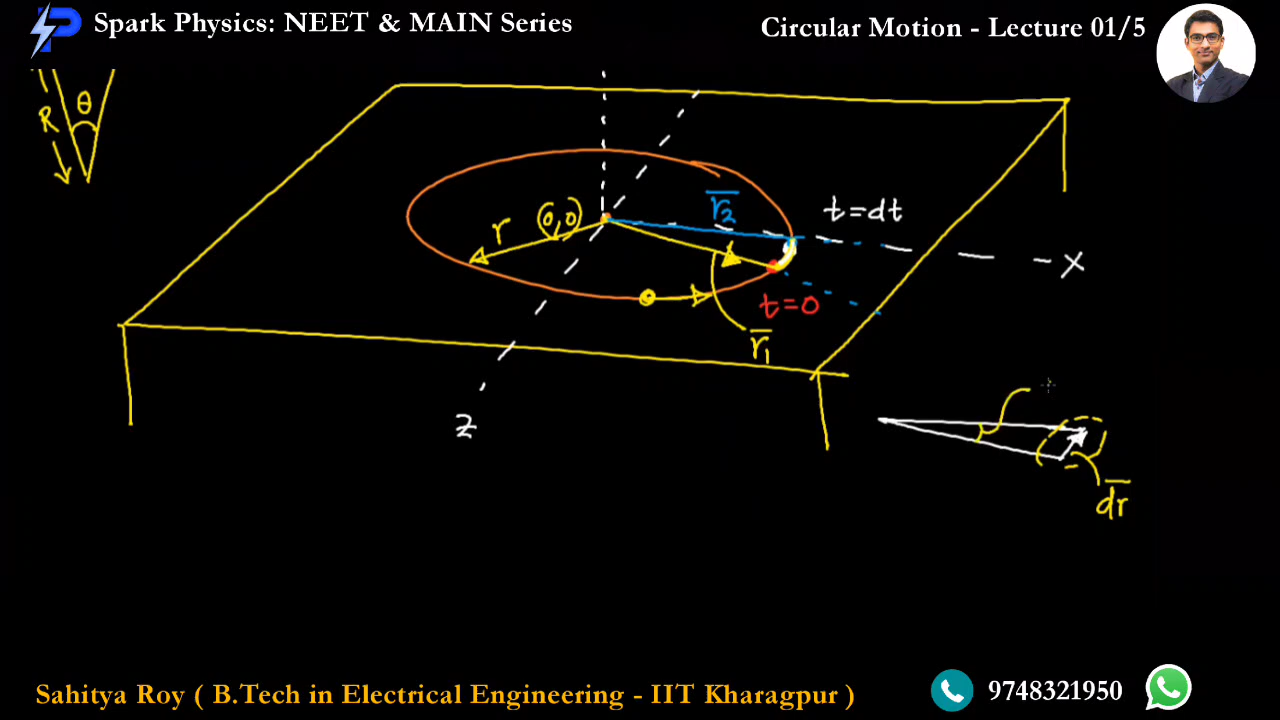 Spark Physics: NEET & MAIN Series
Circular Motion - Lecture 01/5
R
θ
r̅₂
t=dt
r
(0,0)
X
t=0
r̅₁
z
d̅r̅
Sahitya Roy ( B.Tech in Electrical Engineering - IIT Kharagpur )
9748321950